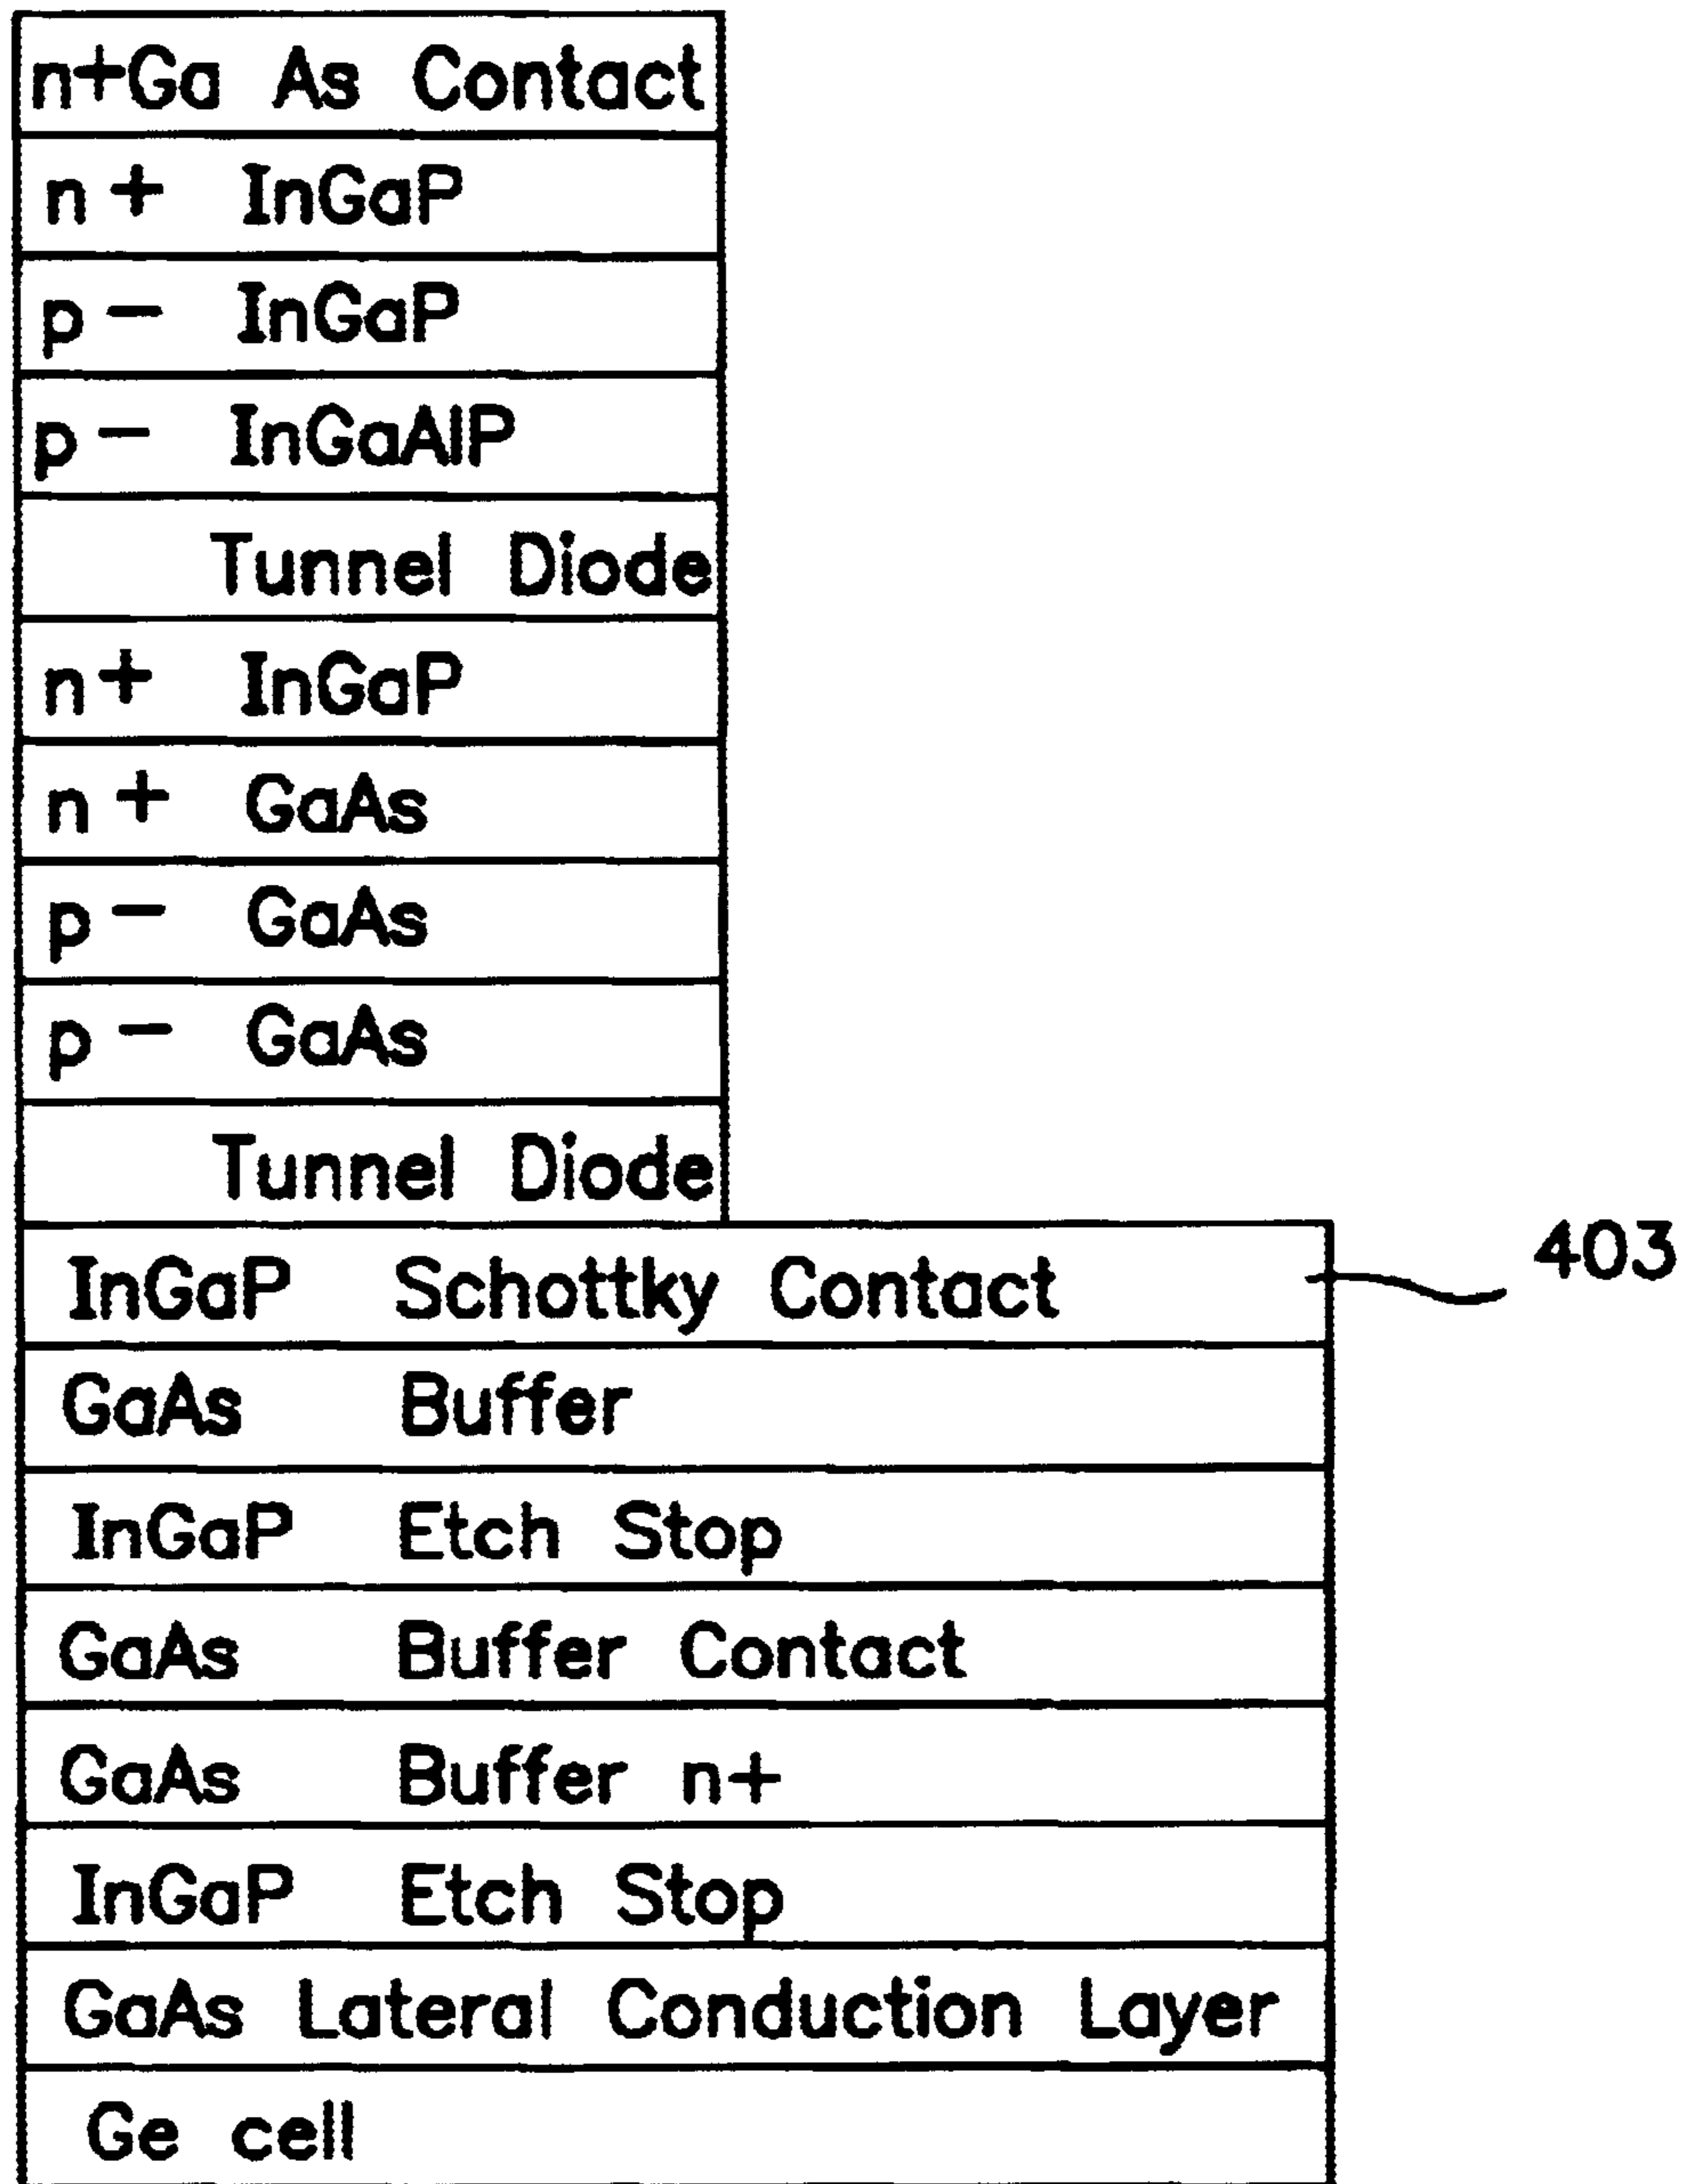 n+Ga As Contact
n+ InGaP
p- InGaP
p- InGaAlP
Tunnel Diode
n+ InGaP
n+ GaAs
p- GaAs
p- GaAs
Tunnel Diode
InGaP Schottky Contact
403
GaAs Buffer
InGaP Etch Stop
GaAs Buffer Contact
GaAs Buffer n+
InGaP Etch Stop
GaAs Lateral Conduction Layer
Ge cell